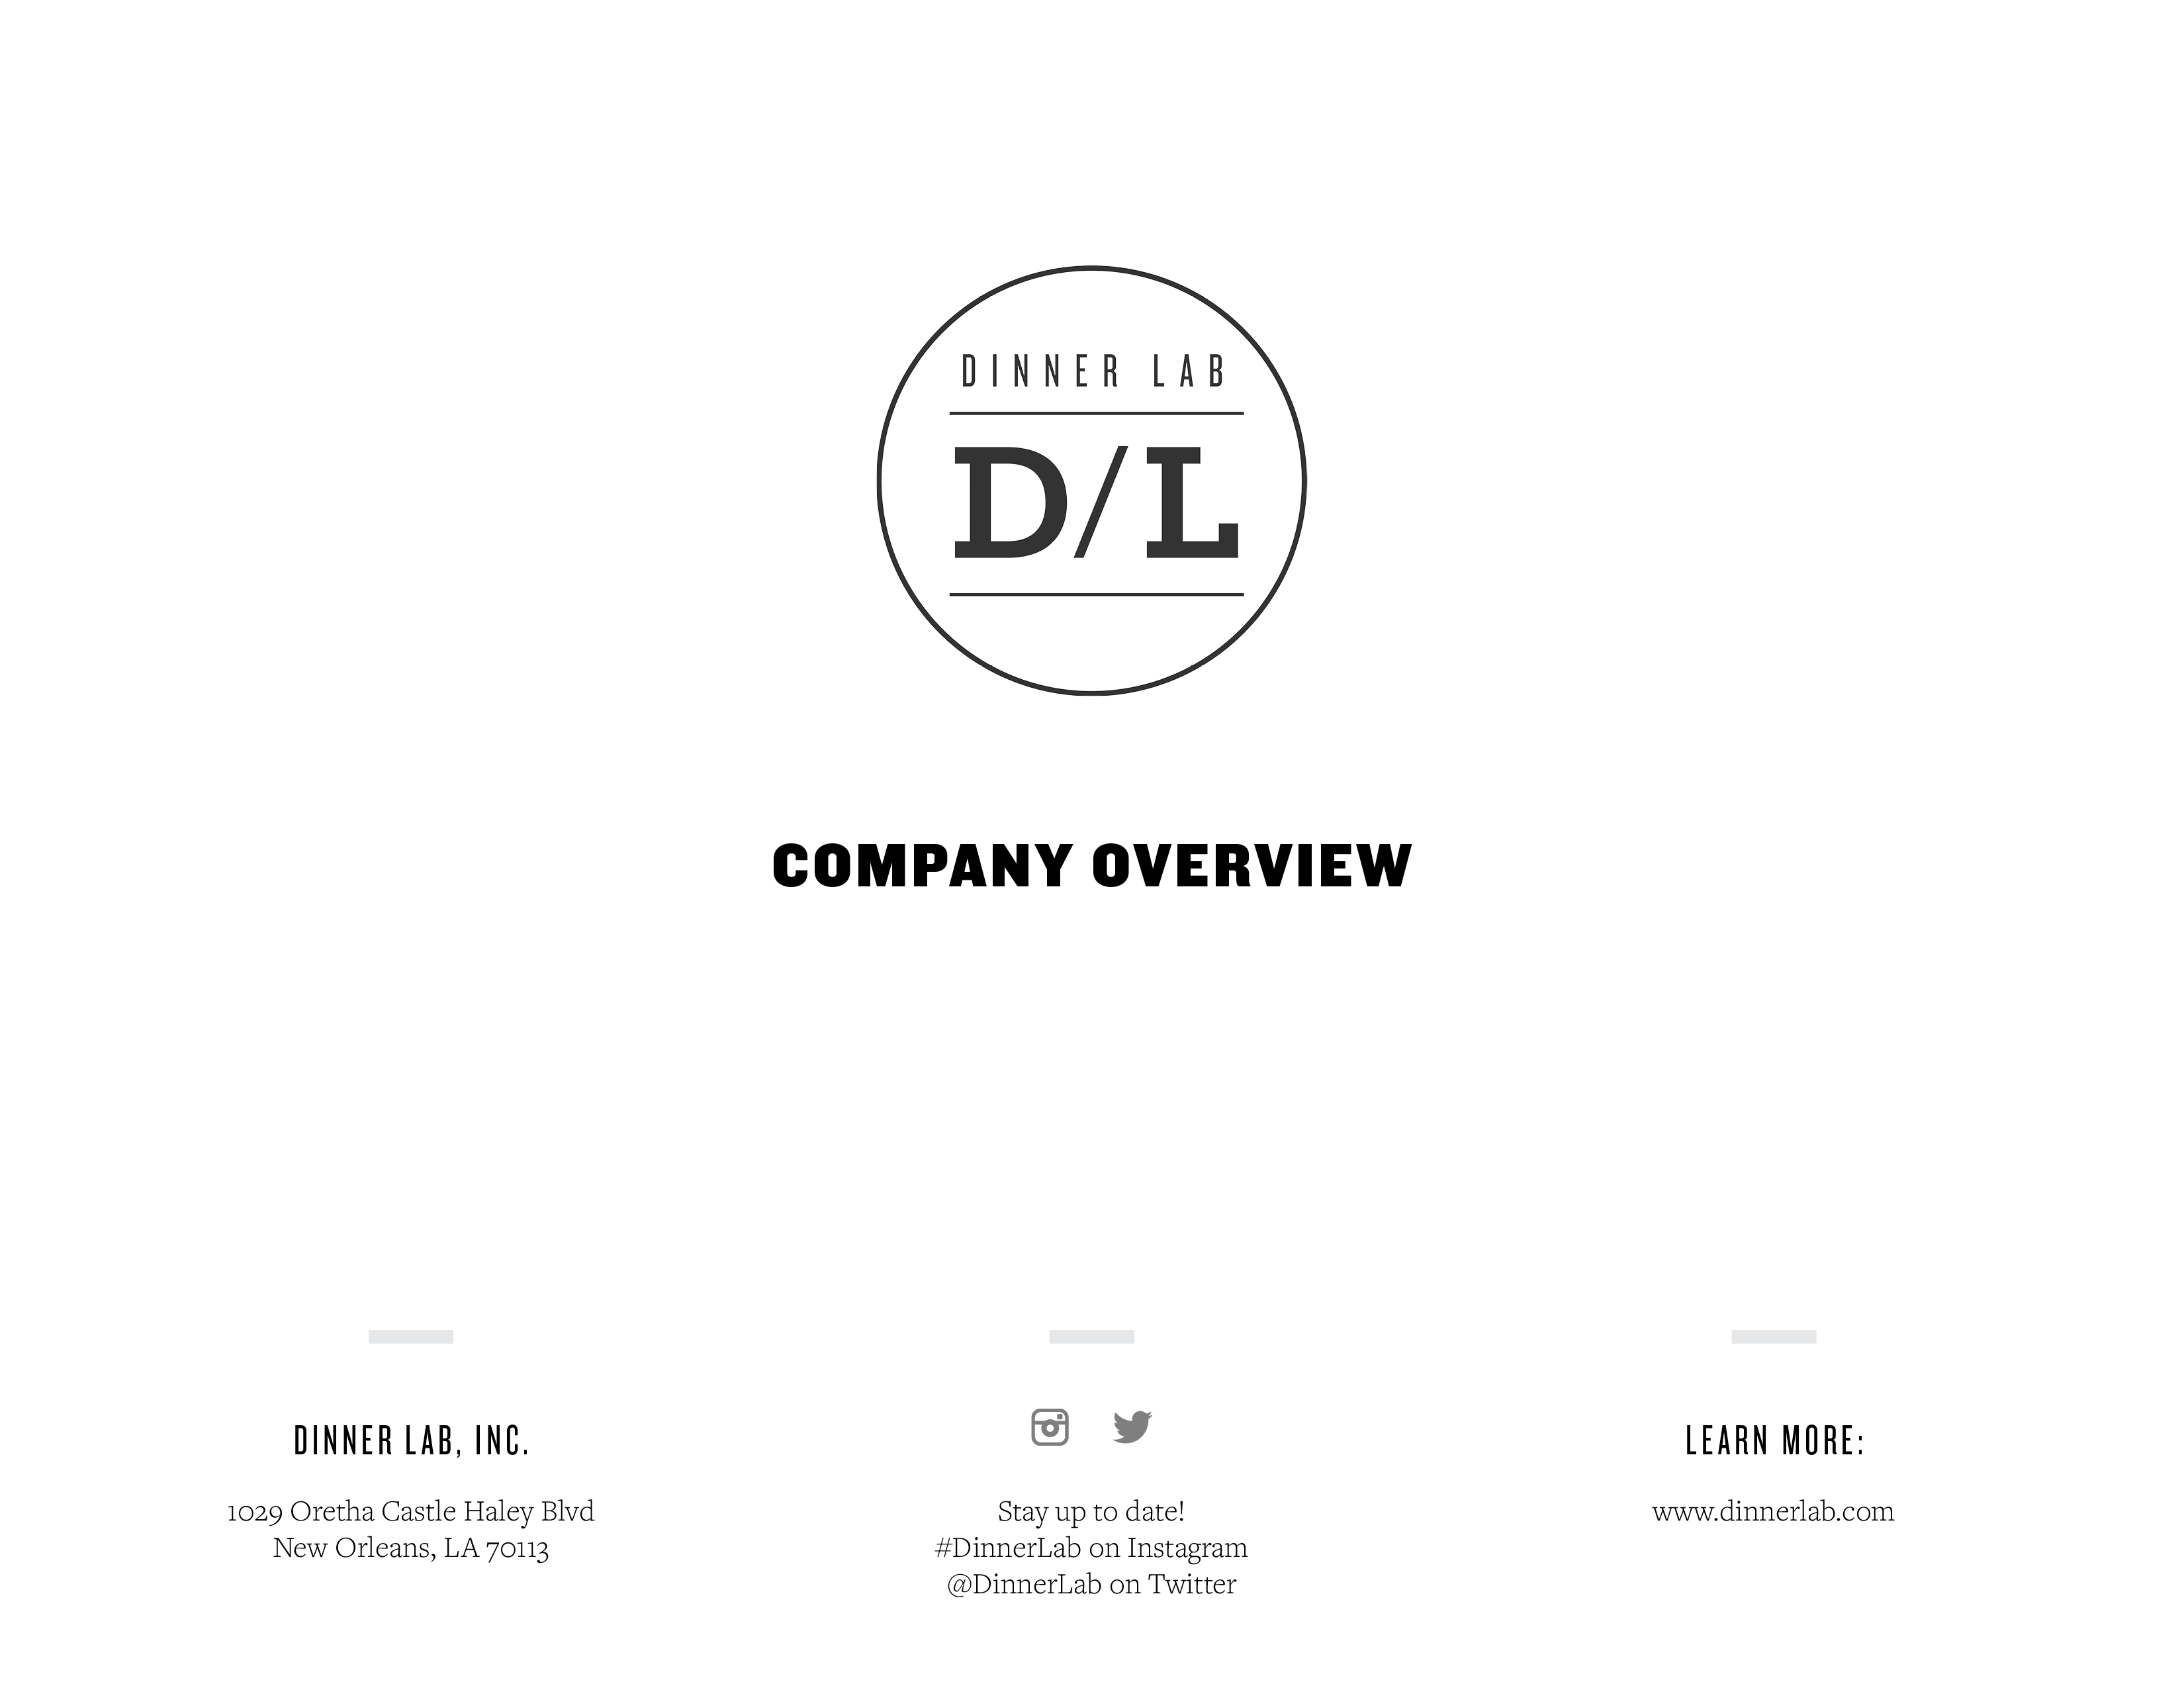 DINNER LAB
D/L
COMPANY OVERVIEW
DINNER LAB, INC.
1029 Oretha Castle Haley Blvd
New Orleans, LA 70113
Stay up to date!
#DinnerLab on Instagram
@DinnerLab on Twitter
LEARN MORE:
www.dinnerlab.com